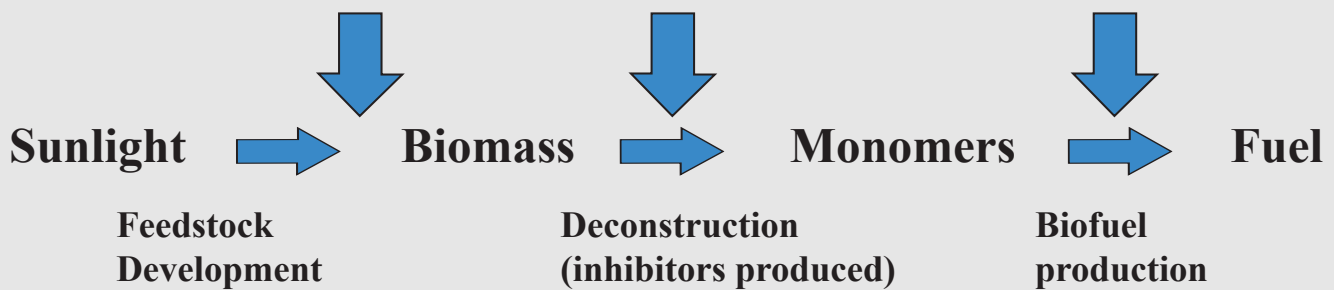 Sunlight Biomass Monomers Fuel
Feedstock
Development
Deconstruction
(inhibitors produced)
Biofuel
production